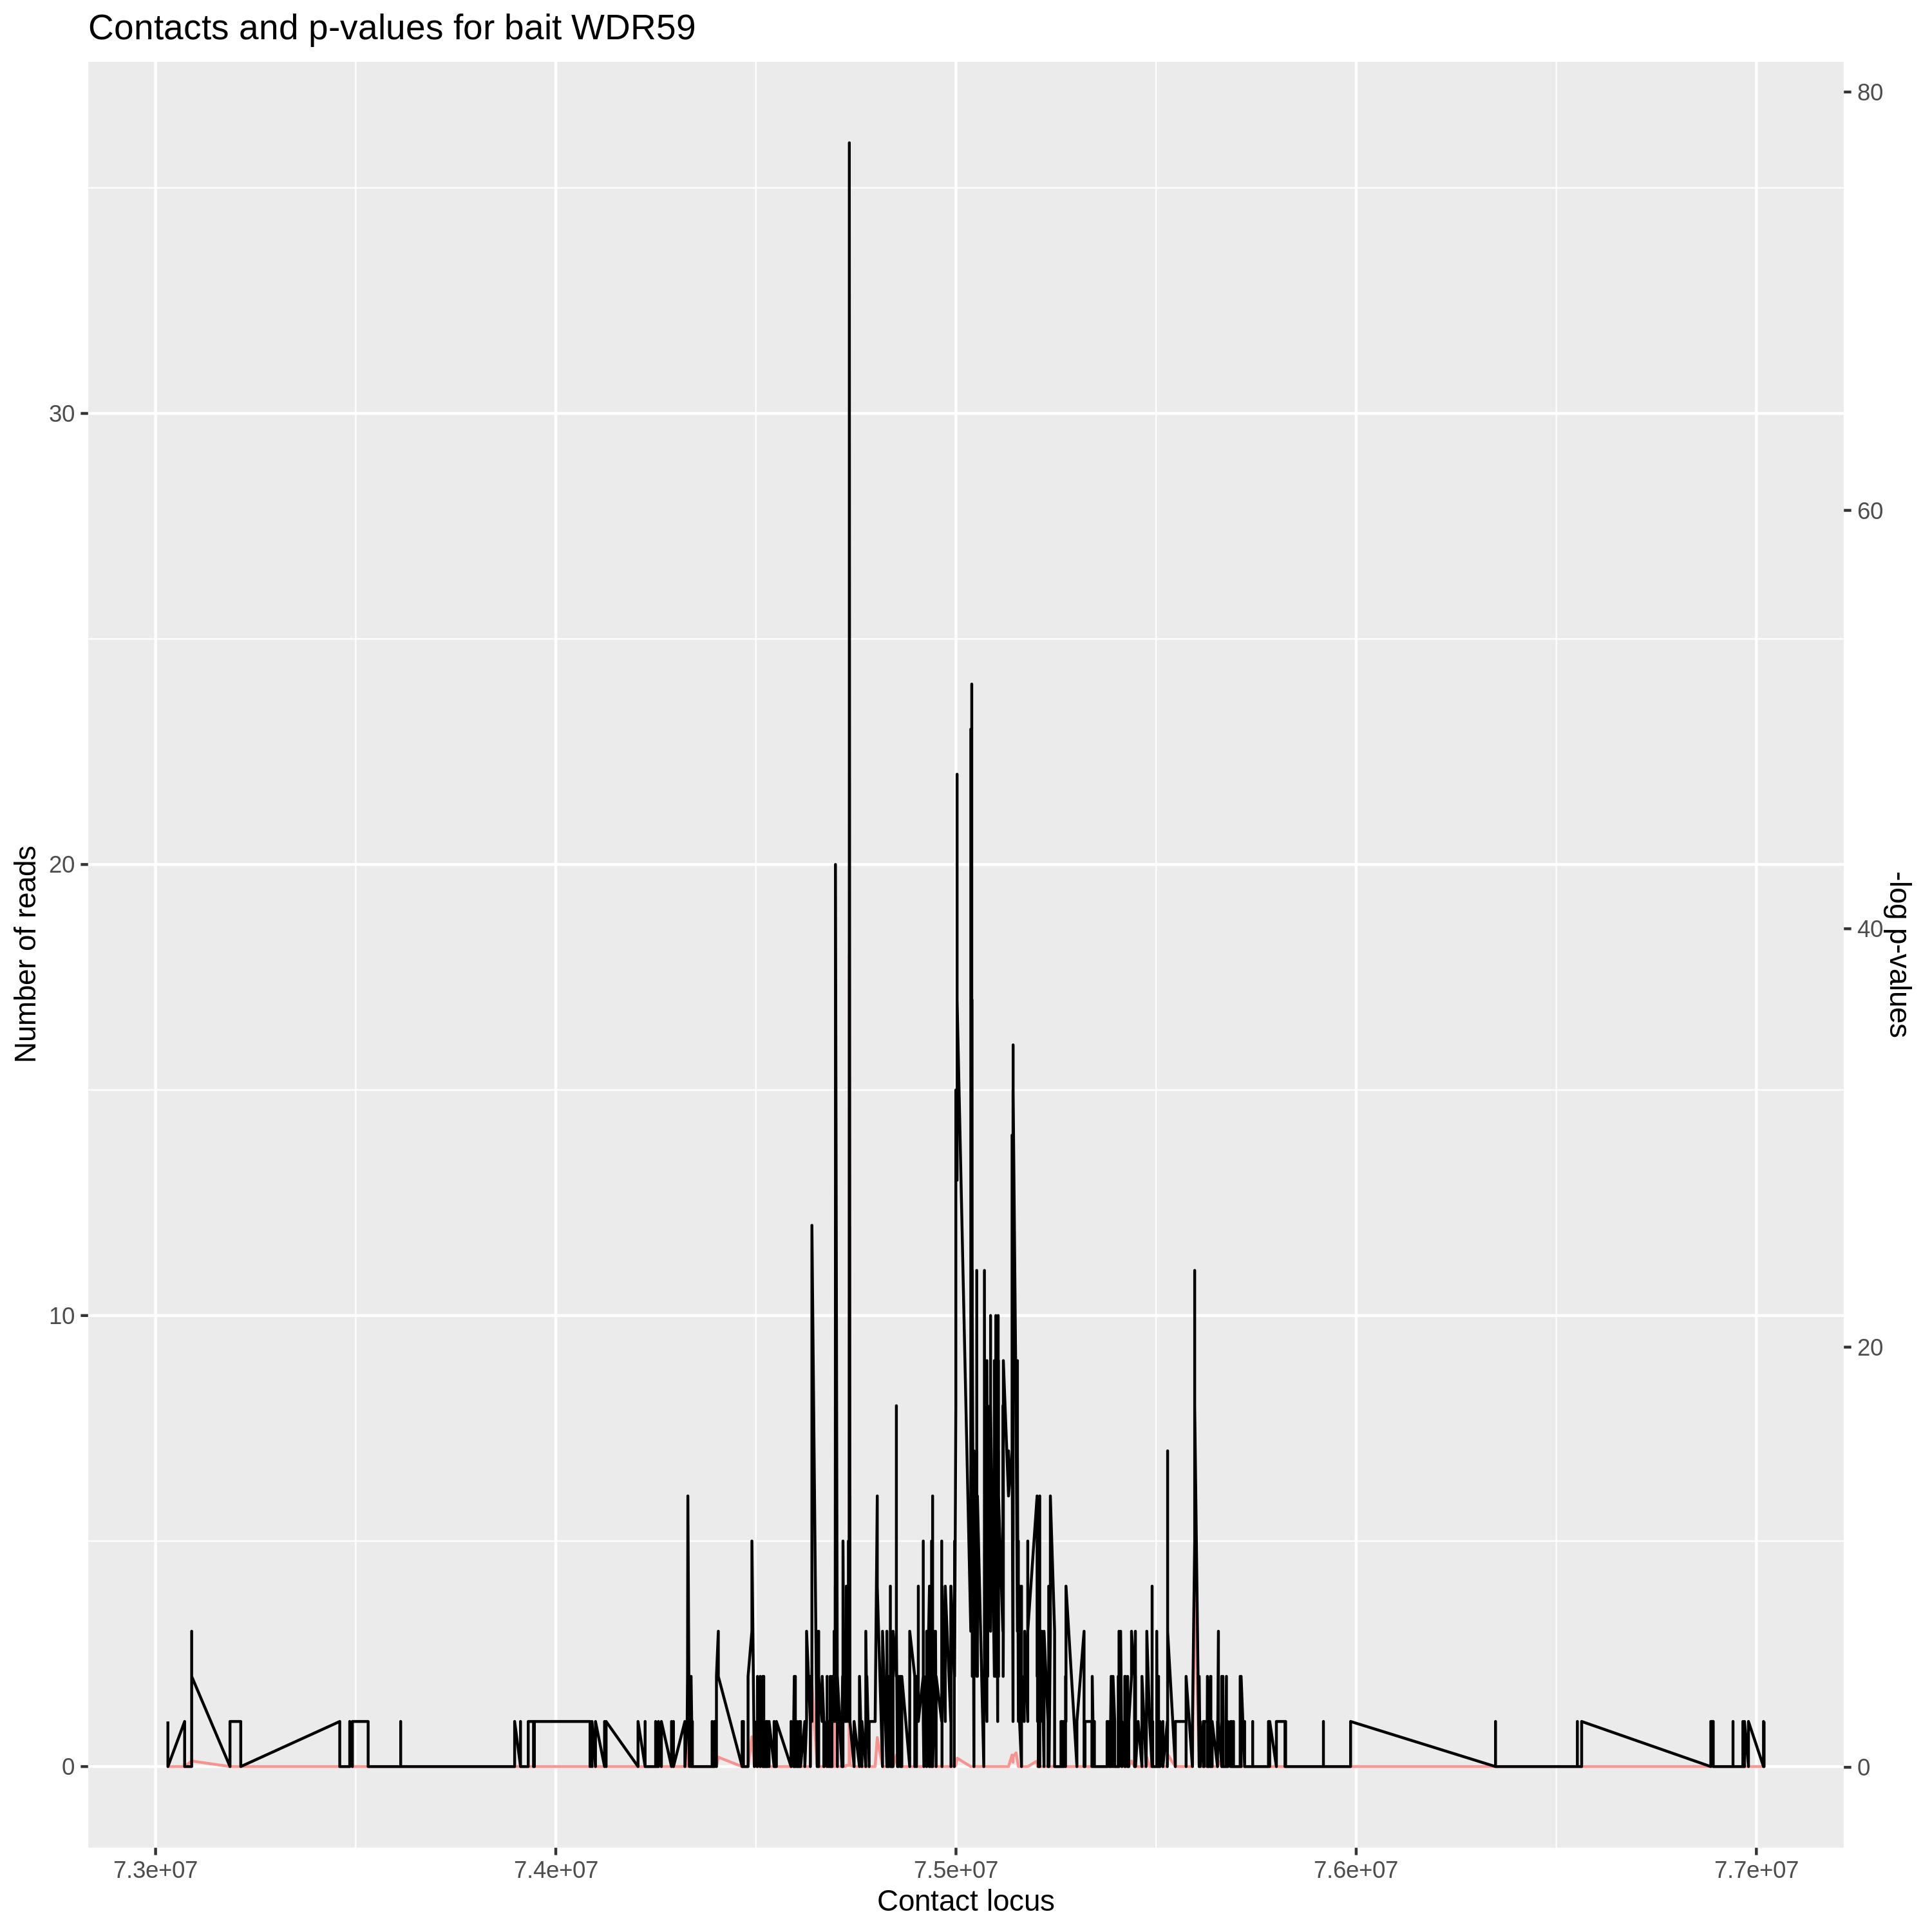 Contacts and p-values for bait WDR59
Number of reads
30
20
10
0
80
60
40
20
0
-log p-values
7.3e+07
7.4e+07
7.5e+07
7.6e+07
7.7e+07
Contact locus